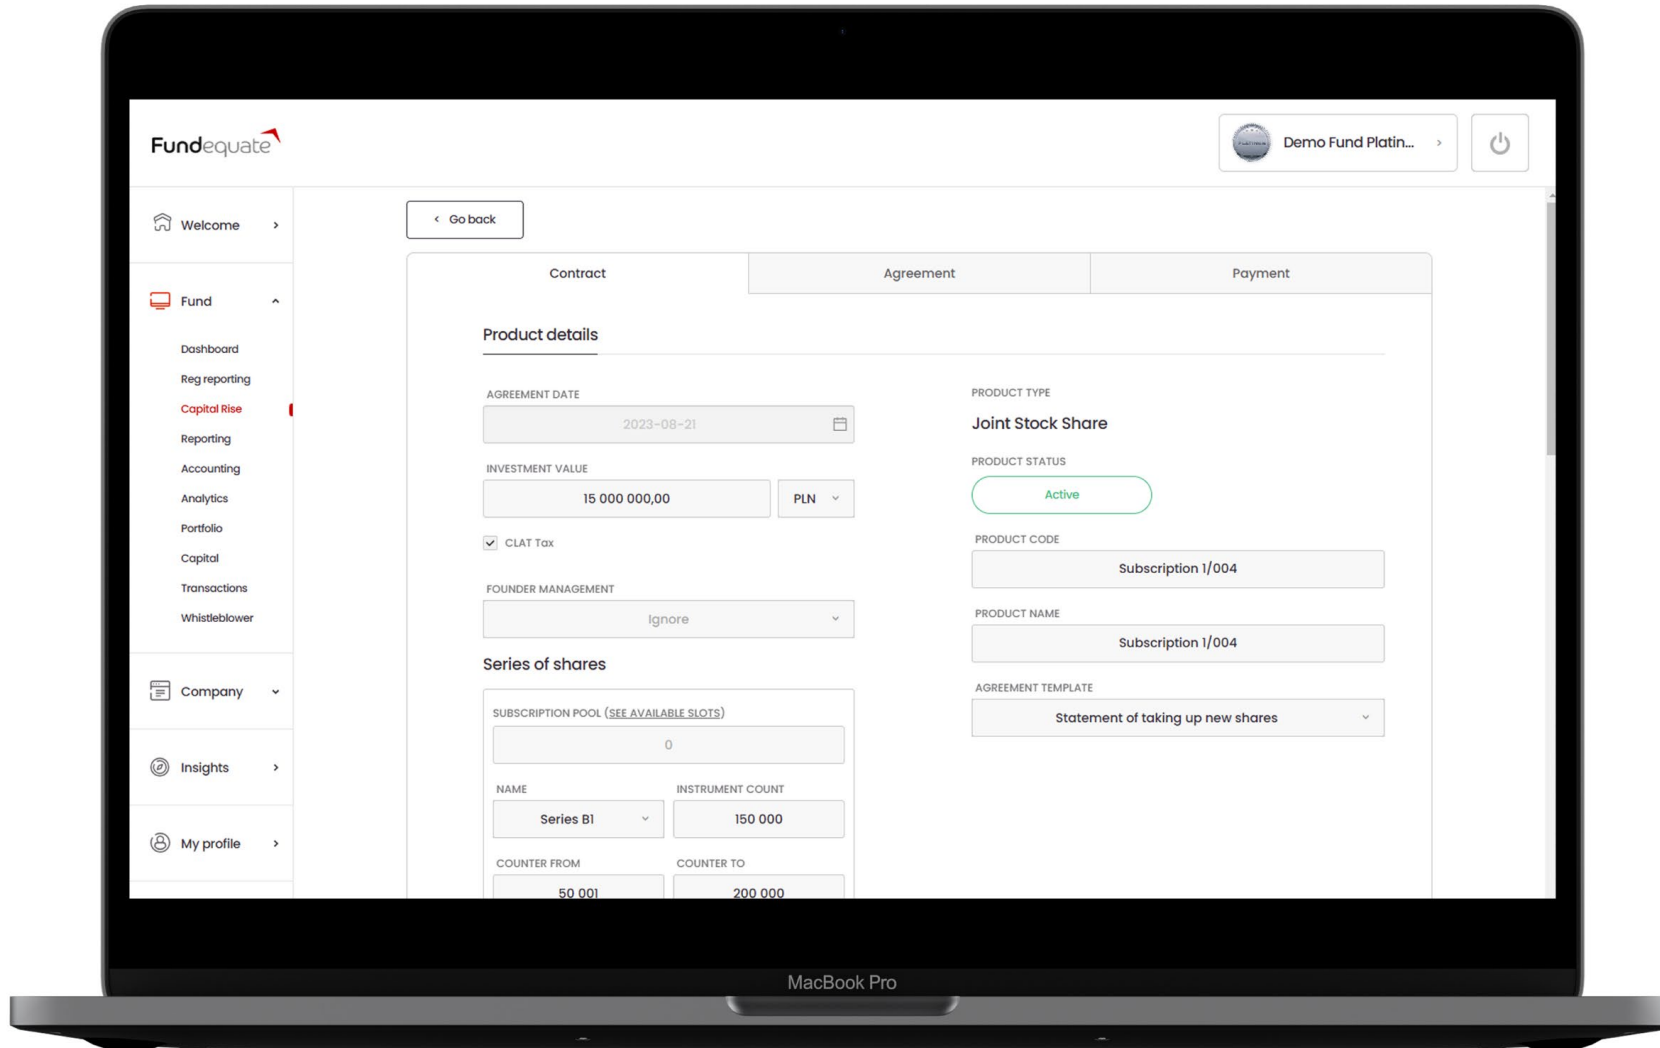 Fundequate
Demo Fund Platin...
Welcome
Fund
Dashboard
Reg reporting
Capital Rise
Reporting
Accounting
Analytics
Portfolio
Capital
Transactions
Whistleblower
Company
Insights
My profile
Go back
Contract
Agreement
Payment
Product details
AGREEMENT DATE
2023-08-21
INVESTMENT VALUE
15 000 000,00
PLN
CLAT Tax
FOUNDER MANAGEMENT
Ignore
Series of shares
SUBSCRIPTION POOL (SEE AVAILABLE SLOTS)
0
NAME
INSTRUMENT COUNT
Series B1
150 000
COUNTER FROM
COUNTER TO
50 001
200 000
PRODUCT TYPE
Joint Stock Share
PRODUCT STATUS
Active
PRODUCT CODE
Subscription 1/004
PRODUCT NAME
Subscription 1/004
AGREEMENT TEMPLATE
Statement of taking up new shares
MacBook Pro